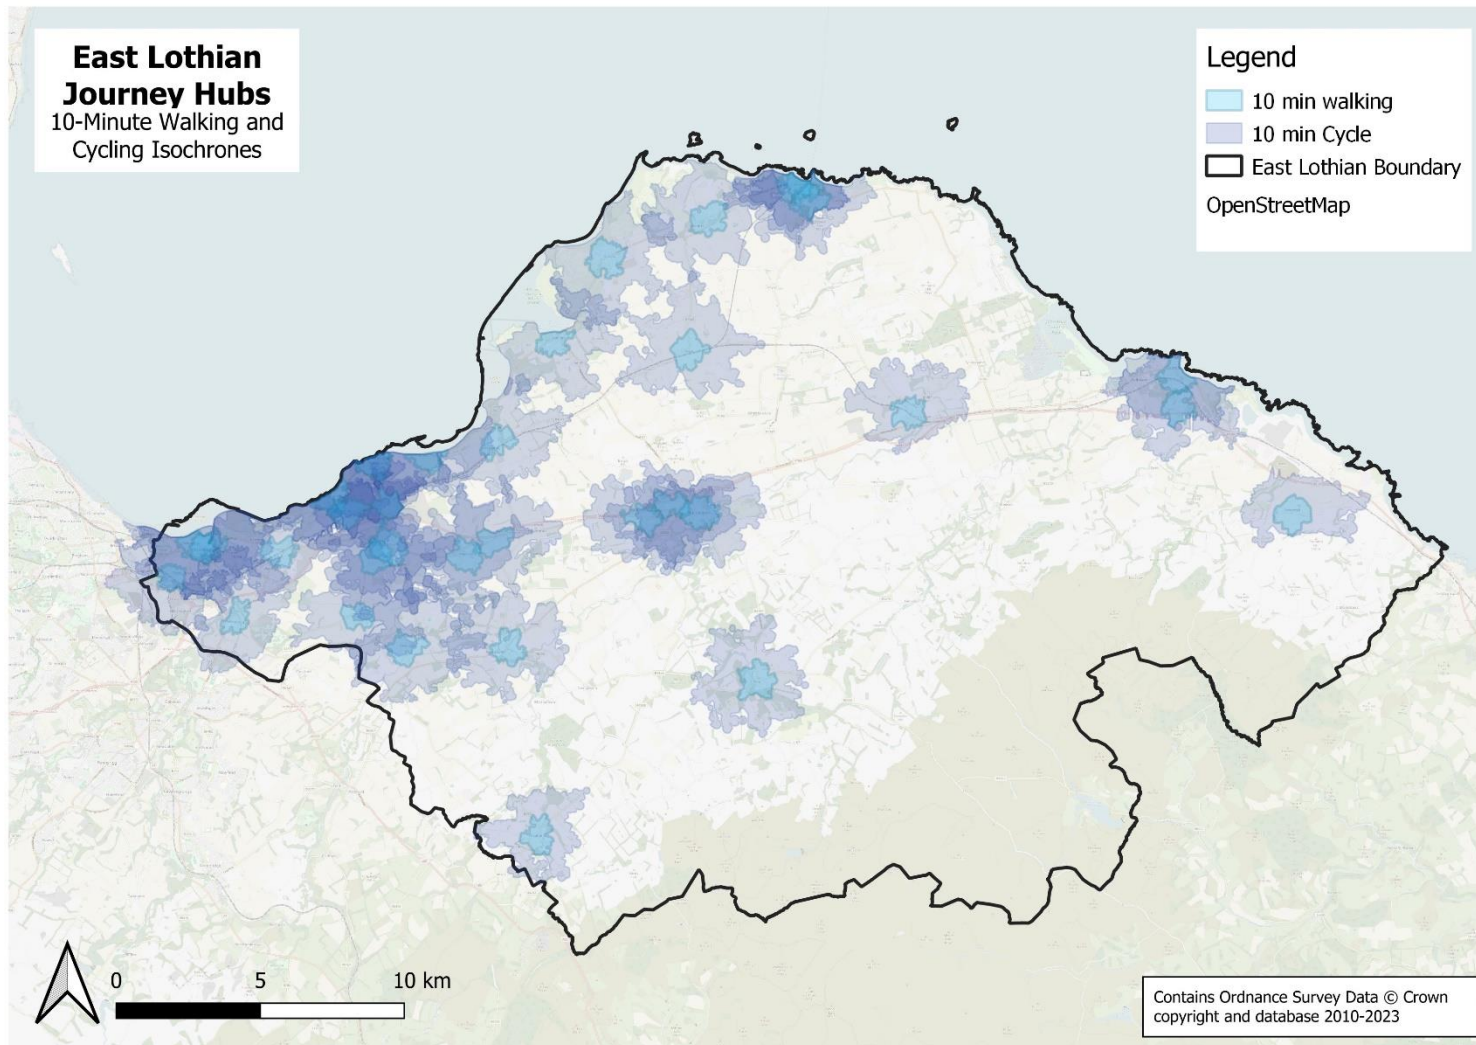 East Lothian
Journey Hubs
10-Minute Walking and
Cycling Isochrones
Legend
10 min walking
10 min Cycle
East Lothian Boundary
OpenStreetMap
0 5 10 km
Contains Ordnance Survey Data © Crown
copyright and database 2010-2023